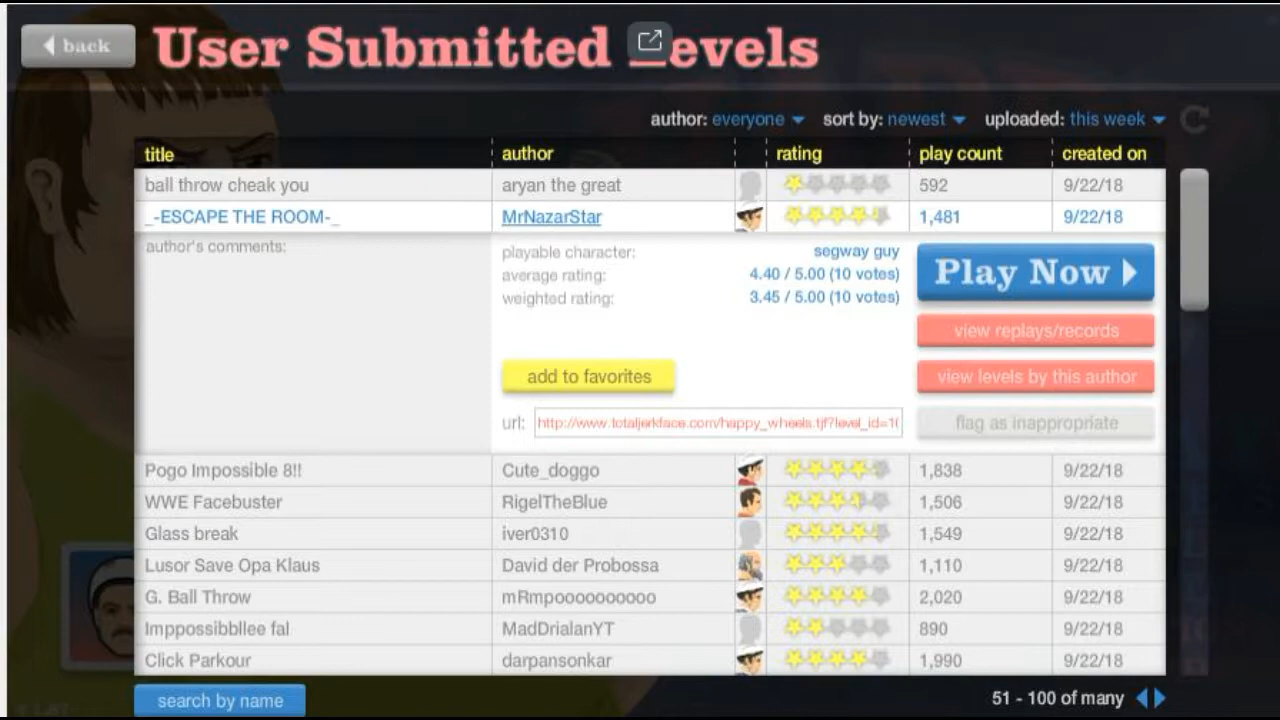 back
User Submitted Levels
author: everyone sort by: newest uploaded: this week
title author rating play count created on
ball throw cheak you aryan the great 592 9/22/18
_-ESCAPE THE ROOM-_ MrNazarStar 1,481 9/22/18
author's comments:
playable character: segway guy
average rating: 4.40 / 5.00 (10 votes)
weighted rating: 3.45 / 5.00 (10 votes)
Play Now
view replays/records
add to favorites
view levels by this author
url: http://www.totaljerkface.com/happy_wheels.tjf?level_id=1
flag as inappropriate
Pogo Impossible 8!! Cute_doggo 1,838 9/22/18
WWE Facebuster RigelTheBlue 1,506 9/22/18
Glass break iver0310 1,549 9/22/18
Lusor Save Opa Klaus David der Probossa 1,110 9/22/18
G. Ball Throw mRmpoooooooooo 2,020 9/22/18
Imppossibbllee fal MadDrialanYT 890 9/22/18
Click Parkour darpansonkar 1,990 9/22/18
search by name
51 - 100 of many